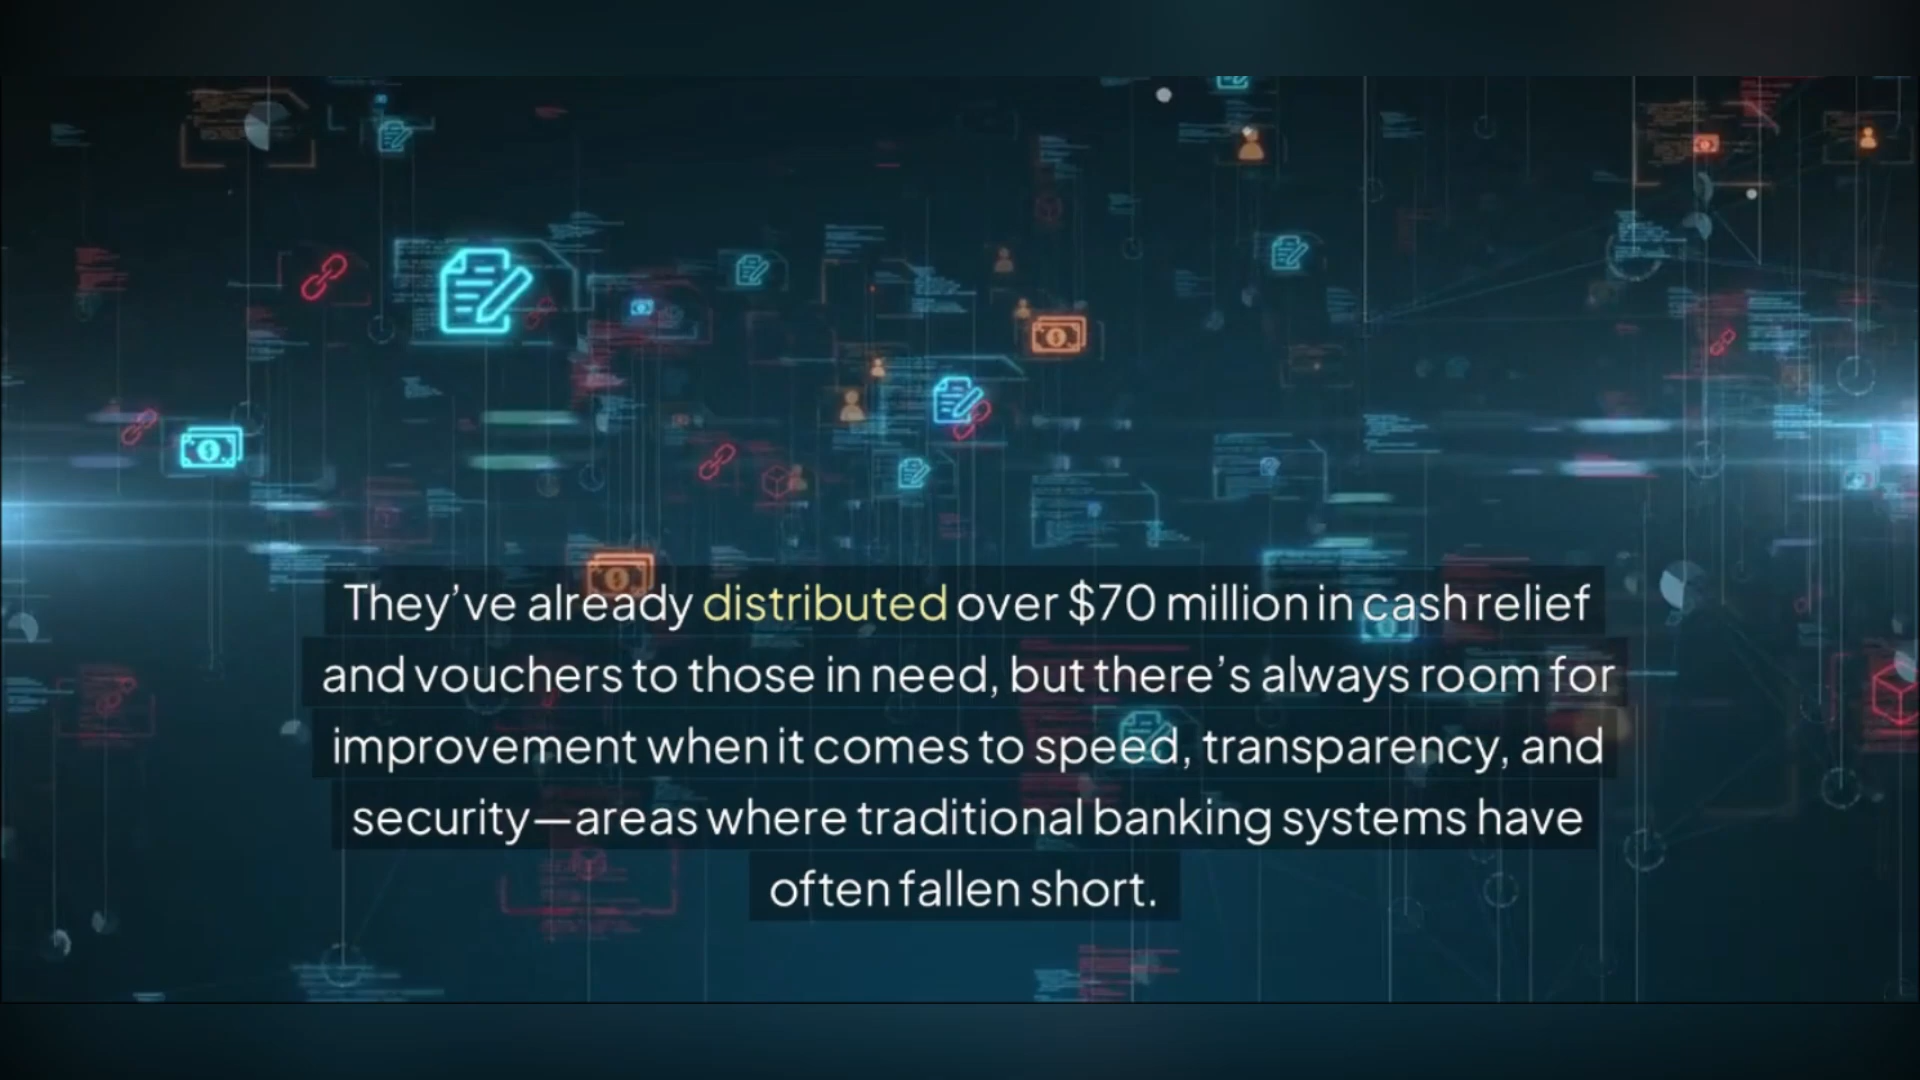 They’ve already distributed over $70 million in cash relief
and vouchers to those in need, but there’s always room for
improvement when it comes to speed, transparency, and
security—areas where traditional banking systems have
often fallen short.